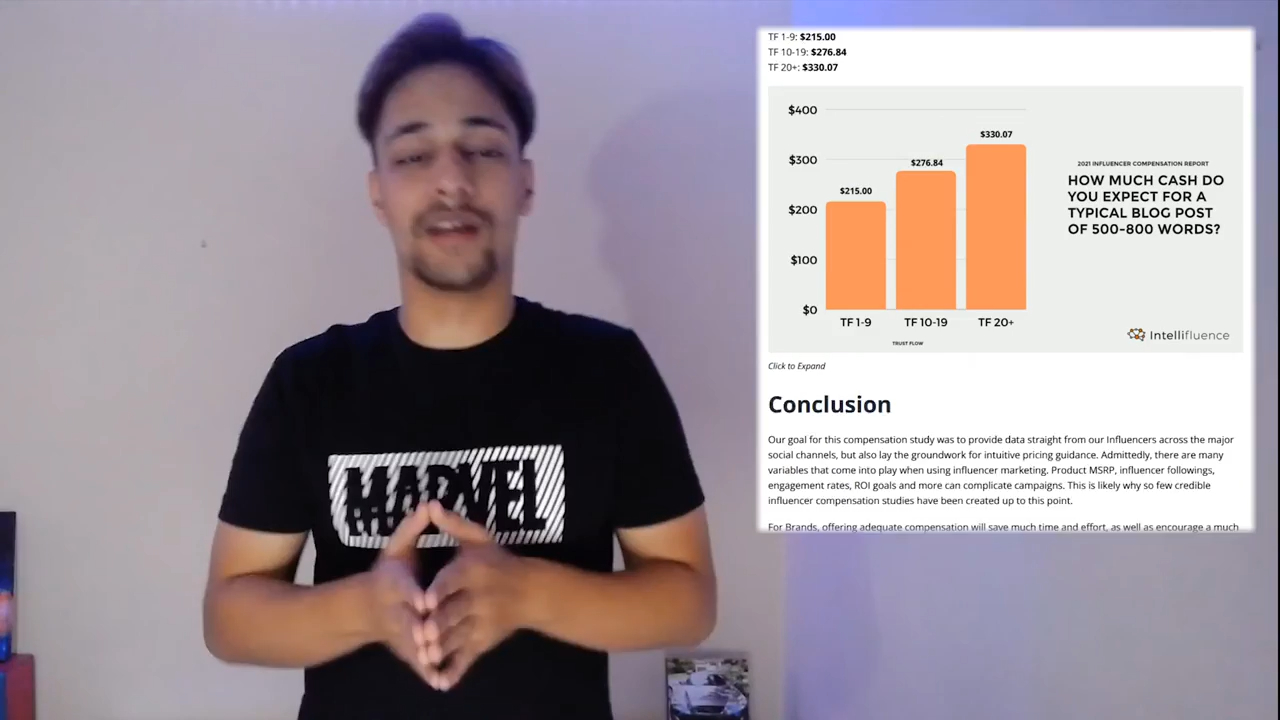 TF 1-9: $215.00
TF 10-19: $276.84
TF 20+: $330.07
$400
$300
$200
$100
$0
$215.00
$276.84
$330.07
TF 1-9
TF 10-19
TF 20+
TRUST FLOW
2021 INFLUENCER COMPENSATION REPORT
HOW MUCH CASH DO
YOU EXPECT FOR A
TYPICAL BLOG POST
OF 500-800 WORDS?
Intellifluence
Click to Expand
Conclusion
Our goal for this compensation study was to provide data straight from our Influencers across the major
social channels, but also lay the groundwork for intuitive pricing guidance. Admittedly, there are many
variables that come into play when using influencer marketing. Product MSRP, influencer followings,
engagement rates, ROI goals and more can complicate campaigns. This is likely why so few credible
influencer compensation studies have been created up to this point.
For Brands, offering adequate compensation will save much time and effort, as well as encourage a much
MARVEL